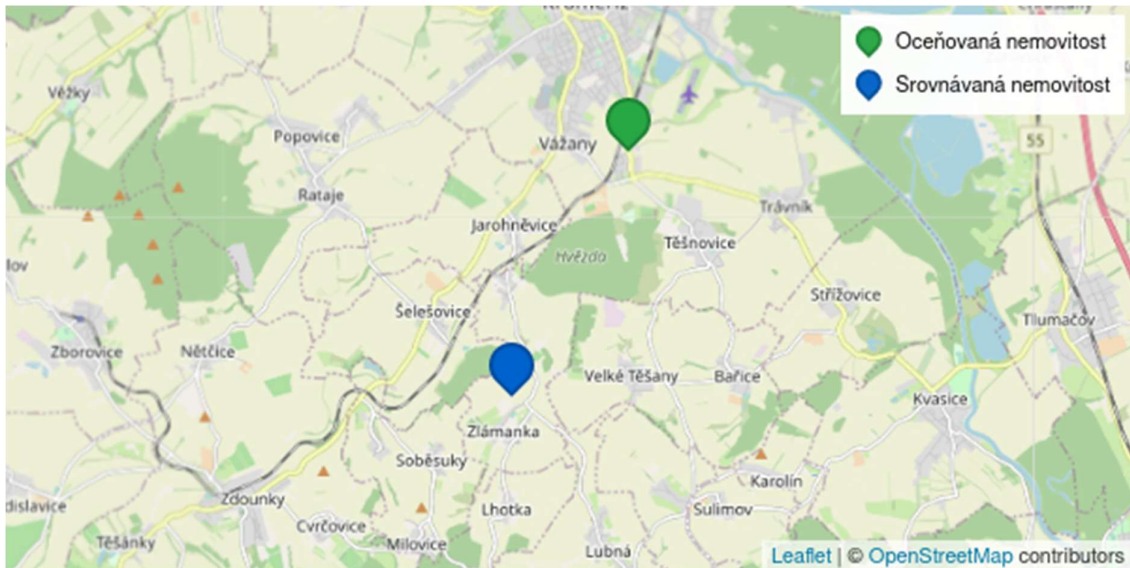 Oceňovaná nemovitost
Srovnávaná nemovitost
Věžky
55
Popovice
Vážany
Rataje
Trávník
Jarohněvice
Těšnovice
Hvězda
Střížovice
Šelešovice
Tlumačov
Zborovice
Nětčice
Velké Těšany
Bařice
Kvasice
Zlámanka
Soběsuky
Karolín
Zdounky
Lhotka
Sulimov
Cvrčovice
Těšánky
Milovice
Lubná
Leaflet | © OpenStreetMap contributors